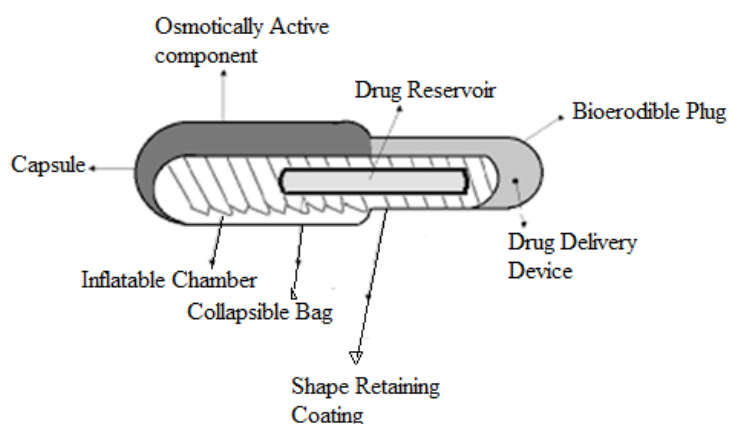 Osmotically Active
component
Drug Reservoir
Bioerodible Plug
Capsule
Drug Delivery
Device
Inflatable Chamber
Collapsible Bag
Shape Retaining
Coating